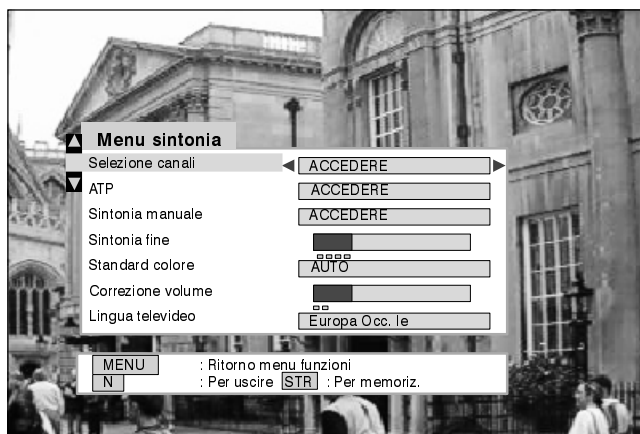 Menu sintonia
Selezione canali ACCEDERE
ATP ACCEDERE
Sintonia manuale ACCEDERE
Sintonia fine
Standard colore AUTO
Correzione volume
Lingua televideo Europa Occ. le
MENU : Ritorno menu funzioni
N : Per uscire STR : Per memoriz.